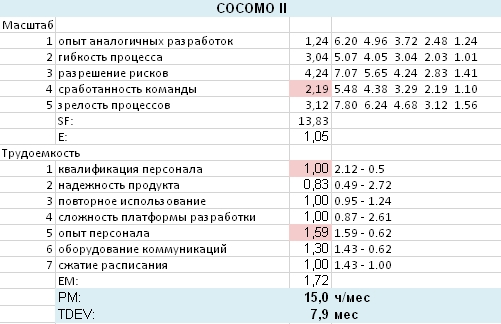 COCOMO II
Масштаб
1 опыт аналогичных разработок 1,24 6.20 4.96 3.72 2.48 1.24
2 гибкость процесса 3,04 5.07 4.05 3.04 2.03 1.01
3 разрешение рисков 4,24 7.07 5.65 4.24 2.83 1.41
4 сработанность команды 2,19 5.48 4.38 3.29 2.19 1.10
5 зрелость процессов 3,12 7.80 6.24 4.68 3.12 1.56
SF: 13,83
E: 1,05
Трудоемкость
1 квалификация персонала 1,00 2.12 - 0.5
2 надежность продукта 0,83 0.49 - 2.72
3 повторное использование 1,00 0.95 - 1.24
4 сложность платформы разработки 1,00 0.87 - 2.61
5 опыт персонала 1,59 1.59 - 0.62
6 оборудование коммуникаций 1,30 1.43 - 0.62
7 сжатие расписания 1,00 1.43 - 1.00
EM: 1,72
PM: 15,0 ч/мес
TDEV: 7,9 мес